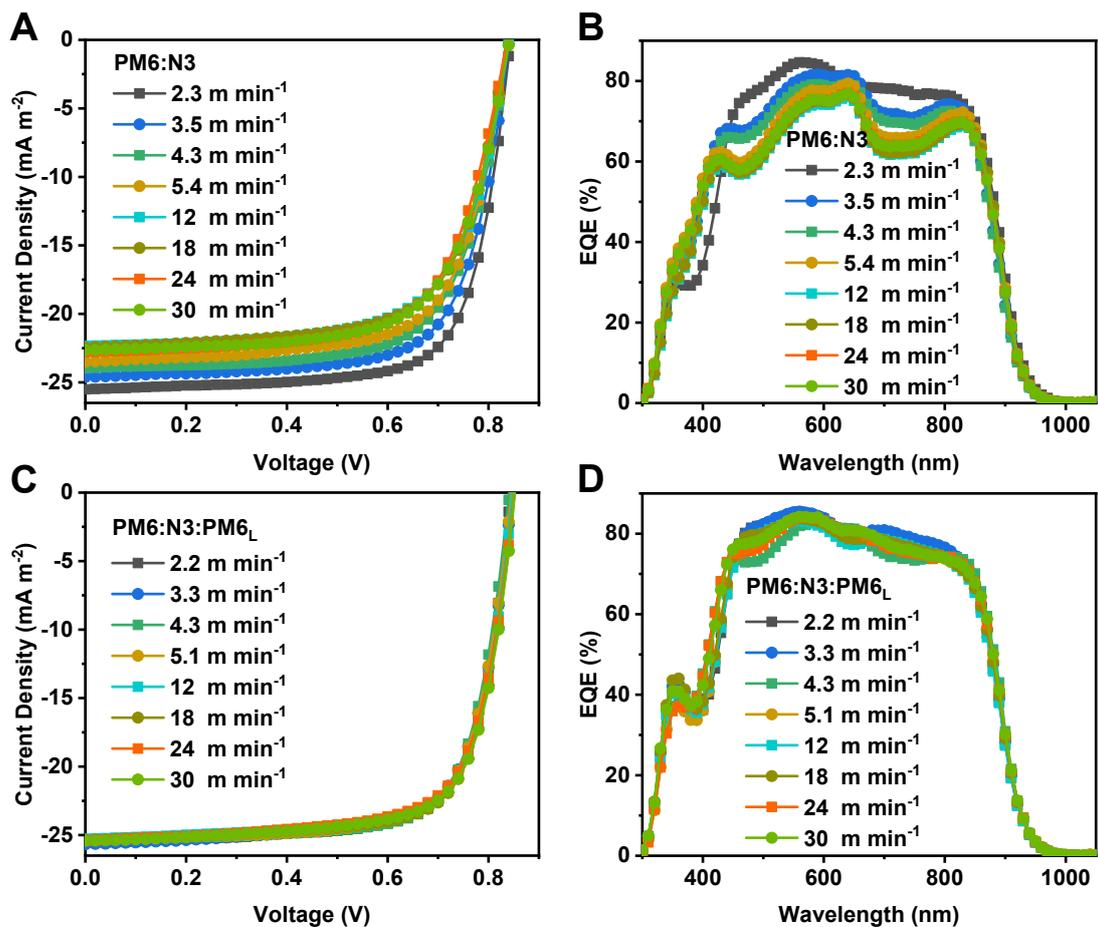 A
PM6:N3
2.3 m min⁻¹
3.5 m min⁻¹
4.3 m min⁻¹
5.4 m min⁻¹
12 m min⁻¹
18 m min⁻¹
24 m min⁻¹
30 m min⁻¹
Current Density (mA m⁻²)
0
-5
-10
-15
-20
-25
0.0 0.2 0.4 0.6 0.8
Voltage (V)
B
PM6:N3
2.3 m min⁻¹
3.5 m min⁻¹
4.3 m min⁻¹
5.4 m min⁻¹
12 m min⁻¹
18 m min⁻¹
24 m min⁻¹
30 m min⁻¹
EQE (%)
80
60
40
20
0
400 600 800 1000
Wavelength (nm)
C
PM6:N3:PM6L
2.2 m min⁻¹
3.3 m min⁻¹
4.3 m min⁻¹
5.1 m min⁻¹
12 m min⁻¹
18 m min⁻¹
24 m min⁻¹
30 m min⁻¹
Current Density (mA m⁻²)
0
-5
-10
-15
-20
-25
0.0 0.2 0.4 0.6 0.8
Voltage (V)
D
PM6:N3:PM6L
2.2 m min⁻¹
3.3 m min⁻¹
4.3 m min⁻¹
5.1 m min⁻¹
12 m min⁻¹
18 m min⁻¹
24 m min⁻¹
30 m min⁻¹
EQE (%)
80
60
40
20
0
400 600 800 1000
Wavelength (nm)